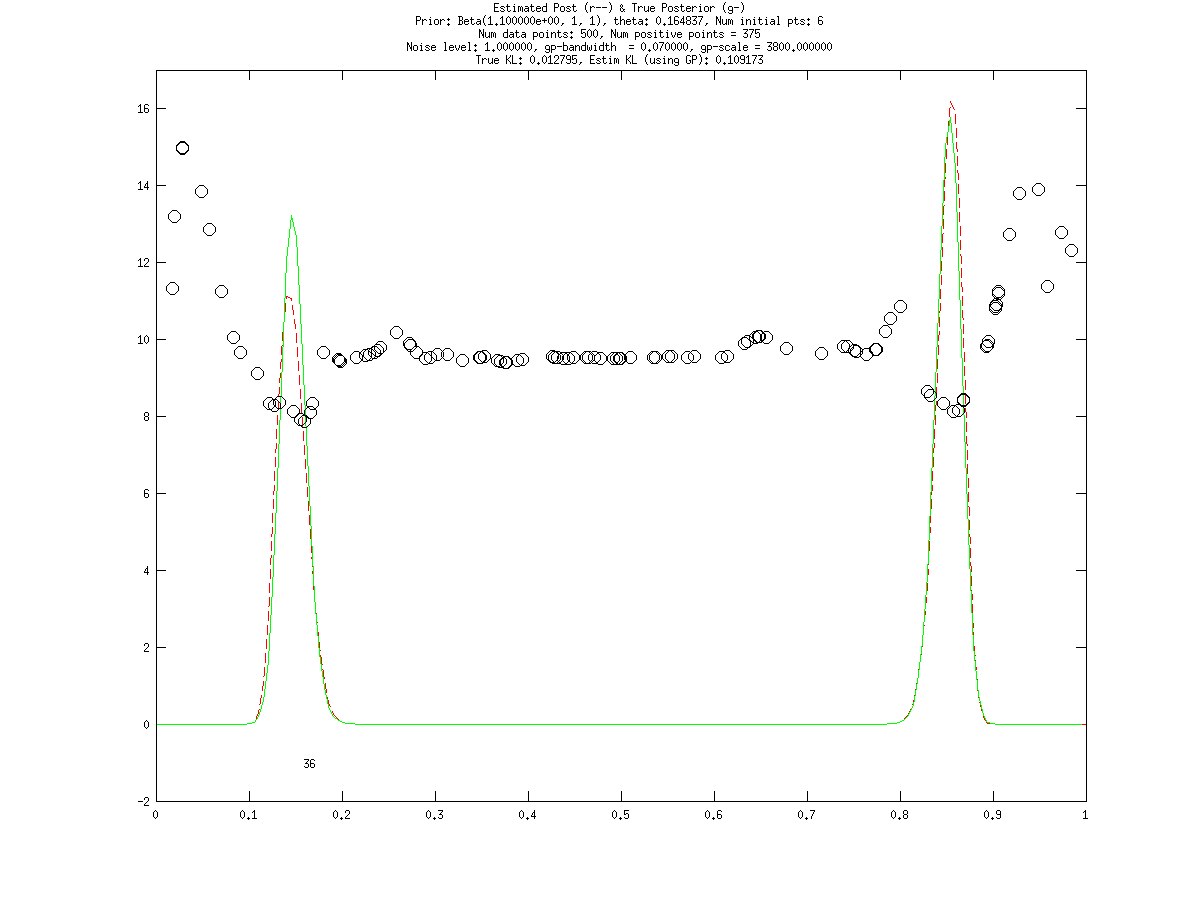 Estimated Post (r--) & True Posterior (g-)
Prior: Beta(1.100000e+00, 1, 1), theta: 0.164837, Num initial pts: 6
Num data points: 500, Num positive points = 375
Noise level: 1.000000, gp-bandwidth  = 0.070000, gp-scale = 3800.000000
True KL: 0.012795, Estim KL (using GP): 0.109173
16
14
12
10
8
6
4
2
0
36
-2
0 0.1 0.2 0.3 0.4 0.5 0.6 0.7 0.8 0.9 1